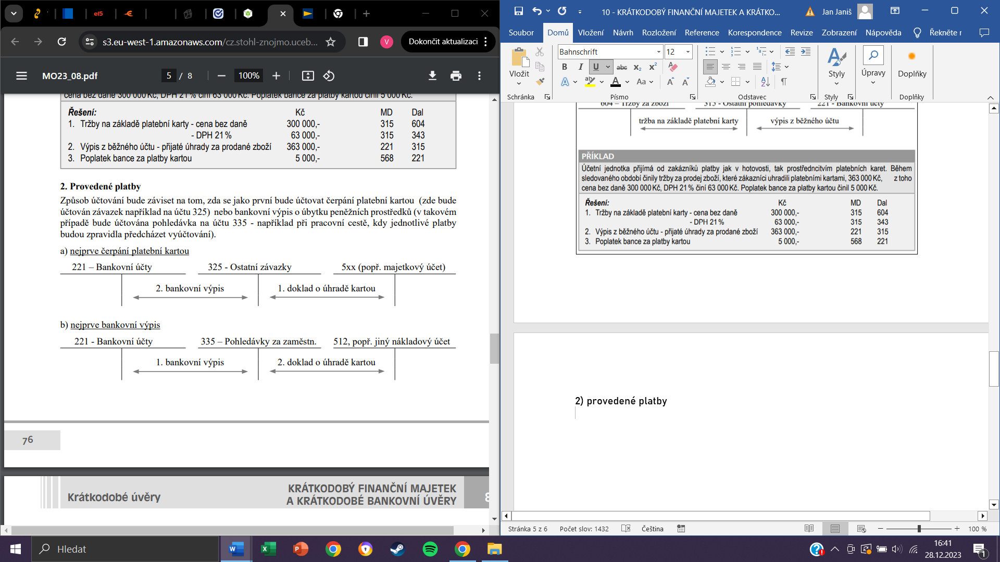 el5
s3.eu-west-1.amazonaws.com/cz.stohl-znojmo.uceb...
V
Dokončit aktualizaci
MO23_08.pdf
5 / 8
100%
cena bez daně 300 000 Kč, DPH 21 % činí 63 000 Kč. Poplatek bance za platby kartou činil 5 000 Kč.
Řešení: Kč MD Dal
1. Tržby na základě platební karty - cena bez daně 300 000,- 315 604
- DPH 21 % 63 000,- 315 343
2. Výpis z běžného účtu - přijaté úhrady za prodané zboží 363 000,- 221 315
3. Poplatek bance za platby kartou 5 000,- 568 221
2. Provedené platby
Způsob účtování bude záviset na tom, zda se jako první bude účtovat čerpání platební kartou (zde bude
účtován závazek například na účtu 325) nebo bankovní výpis o úbytku peněžních prostředků (v takovém
případě bude účtována pohledávka na účtu 335 - například při pracovní cestě, kdy jednotlivé platby
budou zpravidla předcházet vyúčtování).
a) nejprve čerpání platební kartou
221 – Bankovní účty 325 - Ostatní závazky 5xx (popř. majetkový účet)
2. bankovní výpis 1. doklad o úhradě kartou
b) nejprve bankovní výpis
221 - Bankovní účty 335 – Pohledávky za zaměstn. 512, popř. jiný nákladový účet
1. bankovní výpis 2. doklad o úhradě kartou
76
Krátkodobé úvěry
KRÁTKODOBÝ FINANČNÍ MAJETEK
A KRÁTKODOBÉ BANKOVNÍ ÚVĚRY
10 - KRÁTKODOBÝ FINANČNÍ MAJETEK A KRÁTKO...
Jan Janiš
Soubor Domů Vložení Návrh Rozložení Reference Korespondence Revize Zobrazení Nápověda Řekněte
Bahnschrift 12
Vložit
B I U abc x₂ x²
A ab A Aa A A
Styly
Úpravy
Doplňky
Schránka Písmo Odstavec Styly Doplňky
604 – Tržby za zboží 315 - Ostatní pohledávky 221 - Bankovní účty
tržba na základě platební karty výpis z běžného účtu
PŘÍKLAD
Účetní jednotka přijímá od zakázníků platby jak v hotovosti, tak prostředncitvím platebních karet. Během
sledovaného období činily tržby za prodej zboží, které zákazníci uhradili platebními kartami, 363 000 Kč, z toho
cena bez daně 300 000 Kč, DPH 21 % činí 63 000 Kč. Poplatek bance za platby kartou činil 5 000 Kč.
Řešení: Kč MD Dal
1. Tržby na základě platební karty - cena bez daně 300 000,- 315 604
- DPH 21 % 63 000,- 315 343
2. Výpis z běžného účtu - přijaté úhrady za prodané zboží 363 000,- 221 315
3. Poplatek bance za platby kartou 5 000,- 568 221
2) provedené platby
Stránka 5 z 6 Počet slov: 1432 Čeština 100 %
Hledat
16:41
28.12.2023
1